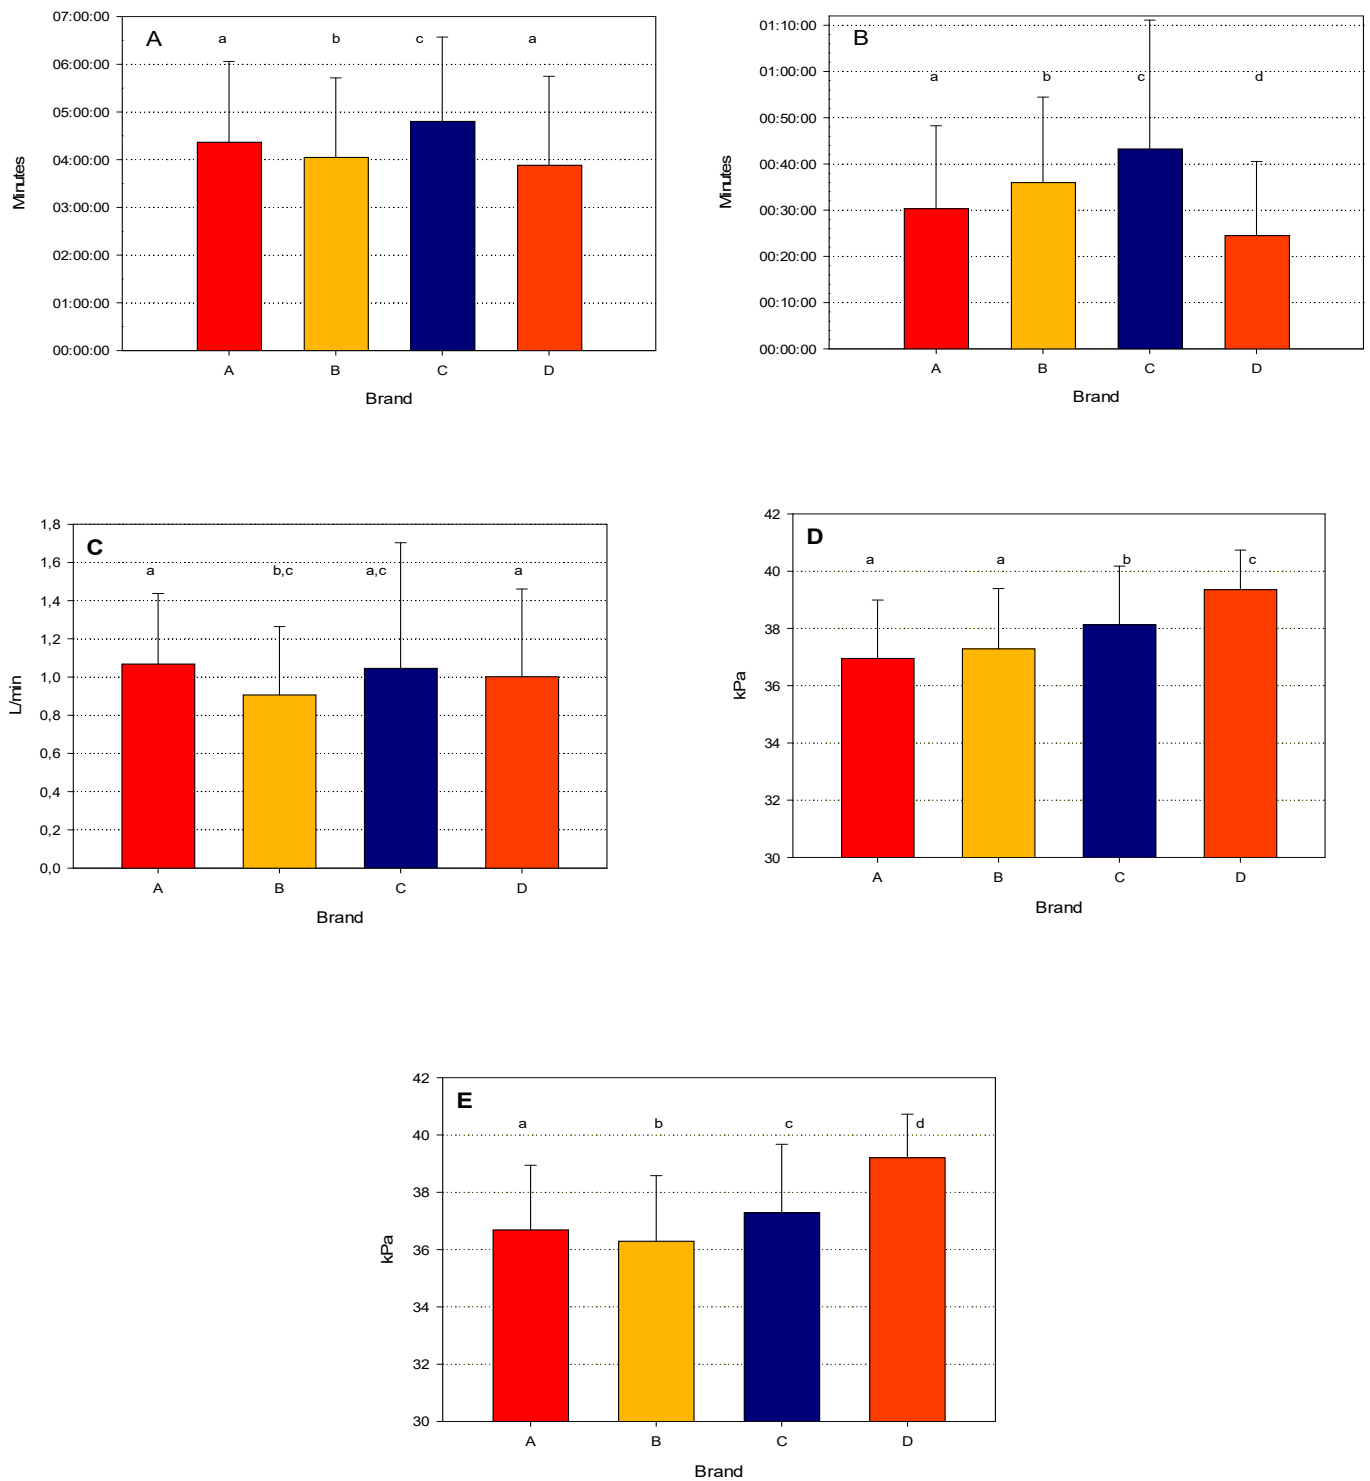 A
a b c a
07:00:00
06:00:00
05:00:00
04:00:00
03:00:00
02:00:00
01:00:00
00:00:00
Minutes
A B C D
Brand
B
a b c d
01:10:00
01:00:00
00:50:00
00:40:00
00:30:00
00:20:00
00:10:00
00:00:00
Minutes
A B C D
Brand
C
a b,c a,c a
1,8
1,6
1,4
1,2
1,0
0,8
0,6
0,4
0,2
0,0
L/min
A B C D
Brand
D
a a b c
42
40
38
36
34
32
30
kPa
A B C D
Brand
E
a b c d
42
40
38
36
34
32
30
kPa
A B C D
Brand